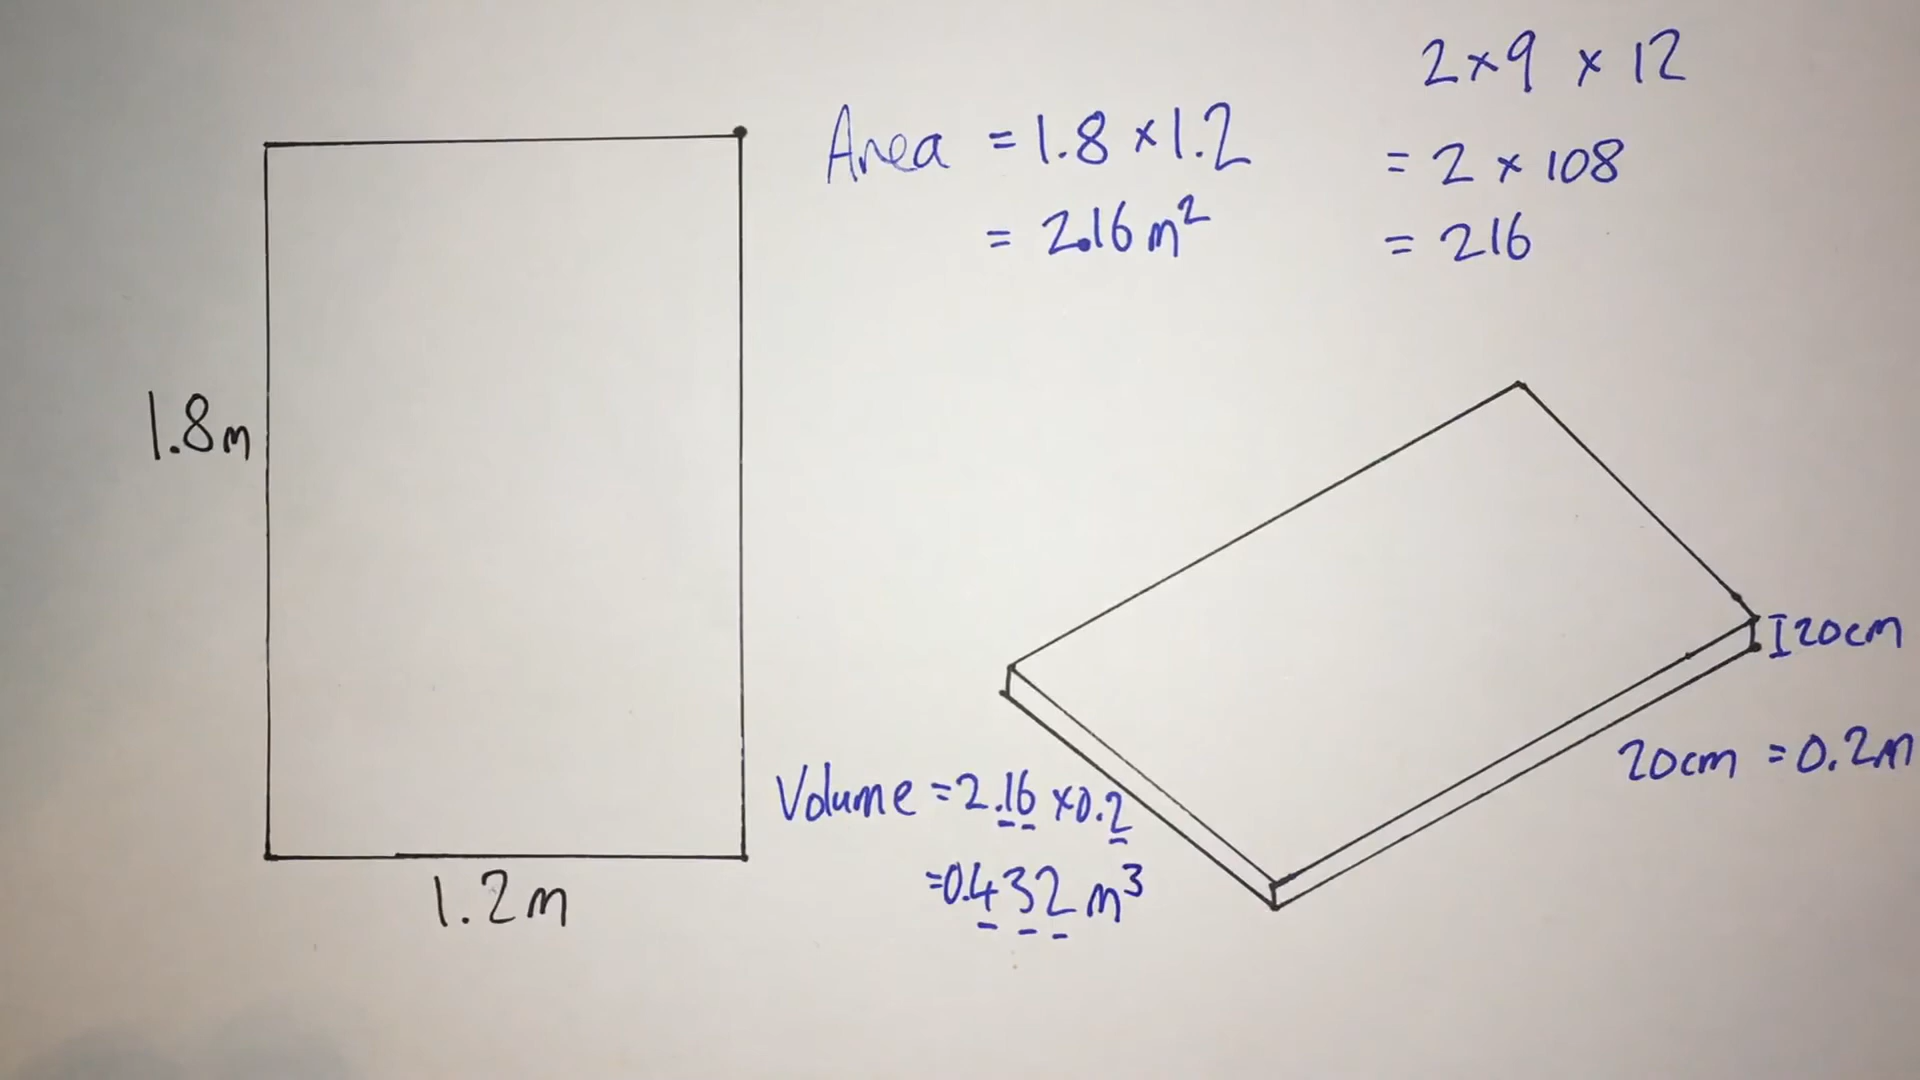 2 x 9 x 12
Area = 1.8 x 1.2
= 2 x 108
= 2.16 m²
= 216
1.8m
20cm
20cm = 0.2m
Volume = 2.16 x 0.2
= 0.432 m³
1.2m